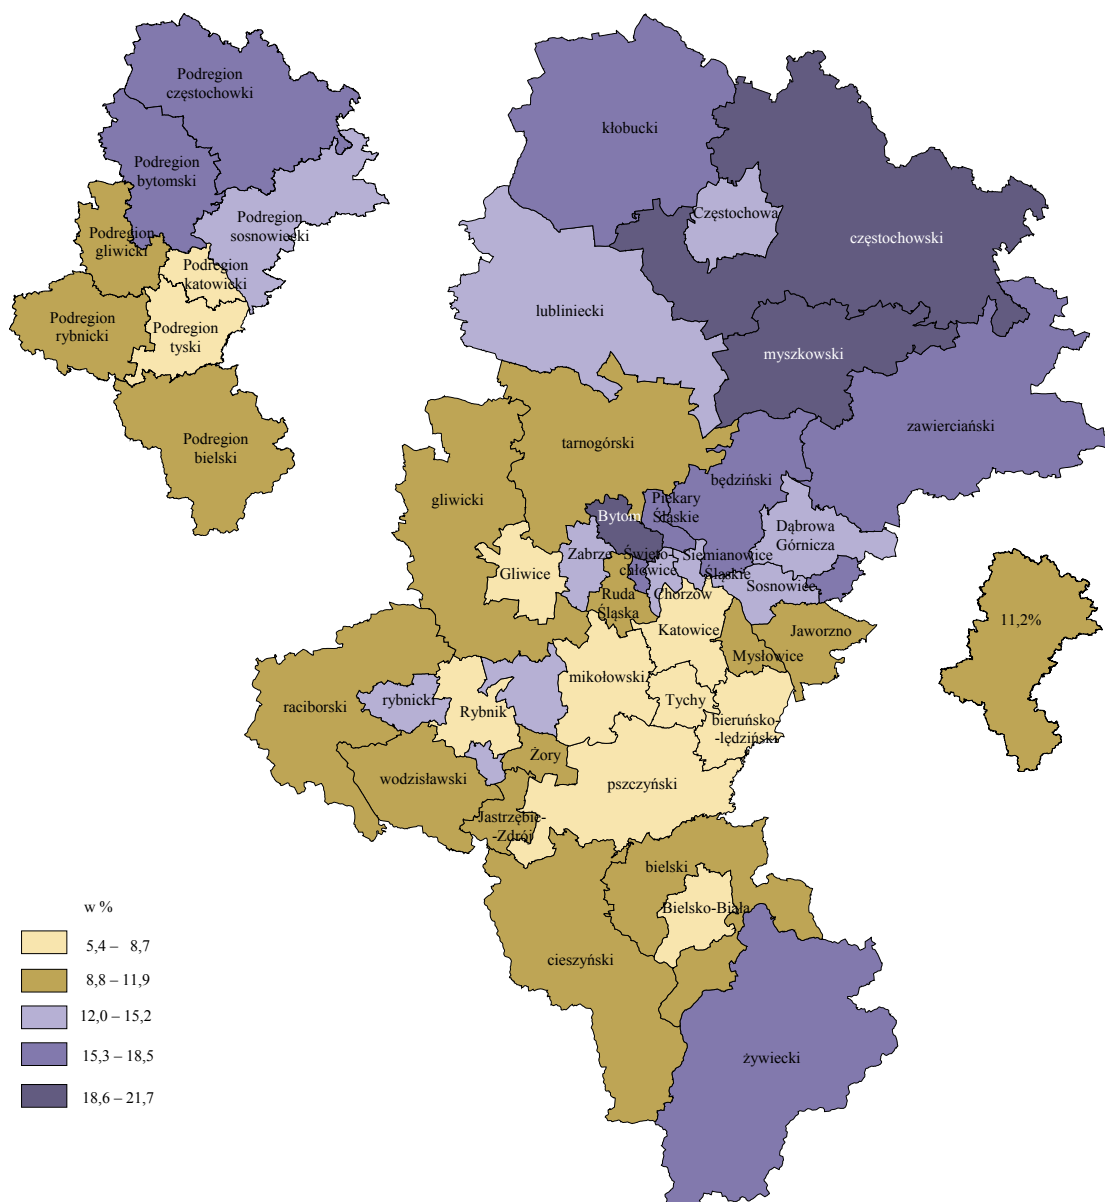 Podregion
częstochowki
Podregion
bytomski
Podregion
sosnowiecki
Podregion
gliwicki
Podregion
katowicki
Podregion
rybnicki
Podregion
tyski
Podregion
bielski
kłobucki
Częstochowa
częstochowski
lubliniecki
myszkowski
zawierciański
tarnogórski
będziński
gliwicki
Piekary
Śląskie
Bytom
Dąbrowa
Górnicza
Zabrze
Święto-
chłowice
Siemianowice
Śląskie
Gliwice
Sosnowiec
Chorzów
Ruda
Śląska
Katowice
Jaworzno
Mysłowice
11,2%
mikołowski
Tychy
raciborski
rybnicki
Rybnik
bieruńsko-
-lędziński
Żory
wodzisławski
pszczyński
Jastrzębie-
-Zdrój
bielski
Bielsko-Biała
cieszyński
żywiecki
w %
5,4 – 8,7
8,8 – 11,9
12,0 – 15,2
15,3 – 18,5
18,6 – 21,7